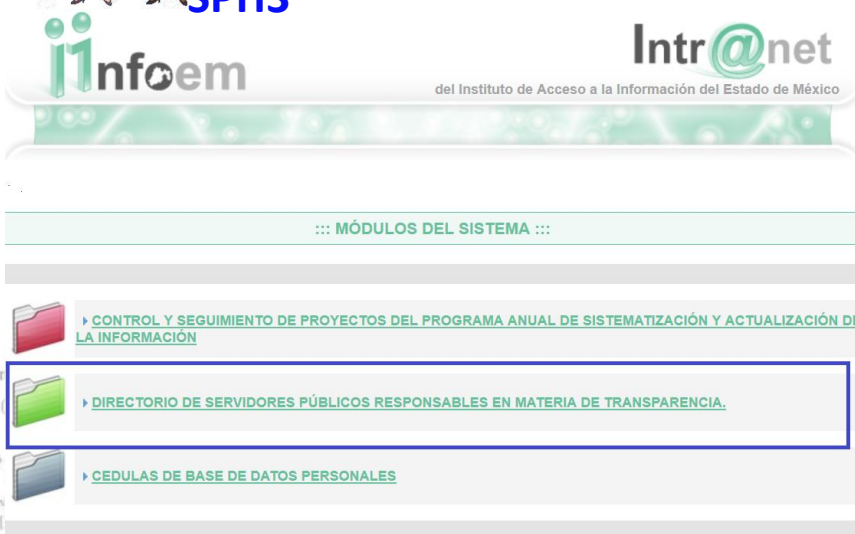 SPHS
Infoem
Intr@net
del Instituto de Acceso a la Información del Estado de México
::: MÓDULOS DEL SISTEMA :::
CONTROL Y SEGUIMIENTO DE PROYECTOS DEL PROGRAMA ANUAL DE SISTEMATIZACIÓN Y ACTUALIZACIÓN DE
LA INFORMACIÓN
DIRECTORIO DE SERVIDORES PÚBLICOS RESPONSABLES EN MATERIA DE TRANSPARENCIA.
CEDULAS DE BASE DE DATOS PERSONALES